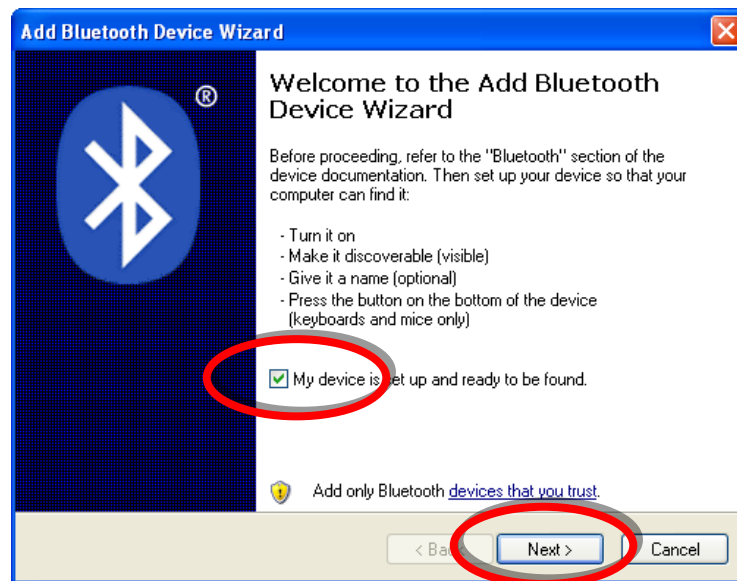 Add Bluetooth Device Wizard
®
Welcome to the Add Bluetooth
Device Wizard
Before proceeding, refer to the "Bluetooth" section of the
device documentation. Then set up your device so that your
computer can find it:
- Turn it on
- Make it discoverable (visible)
- Give it a name (optional)
- Press the button on the bottom of the device
(keyboards and mice only)
My device is set up and ready to be found.
Add only Bluetooth devices that you trust.
< Back Next > Cancel